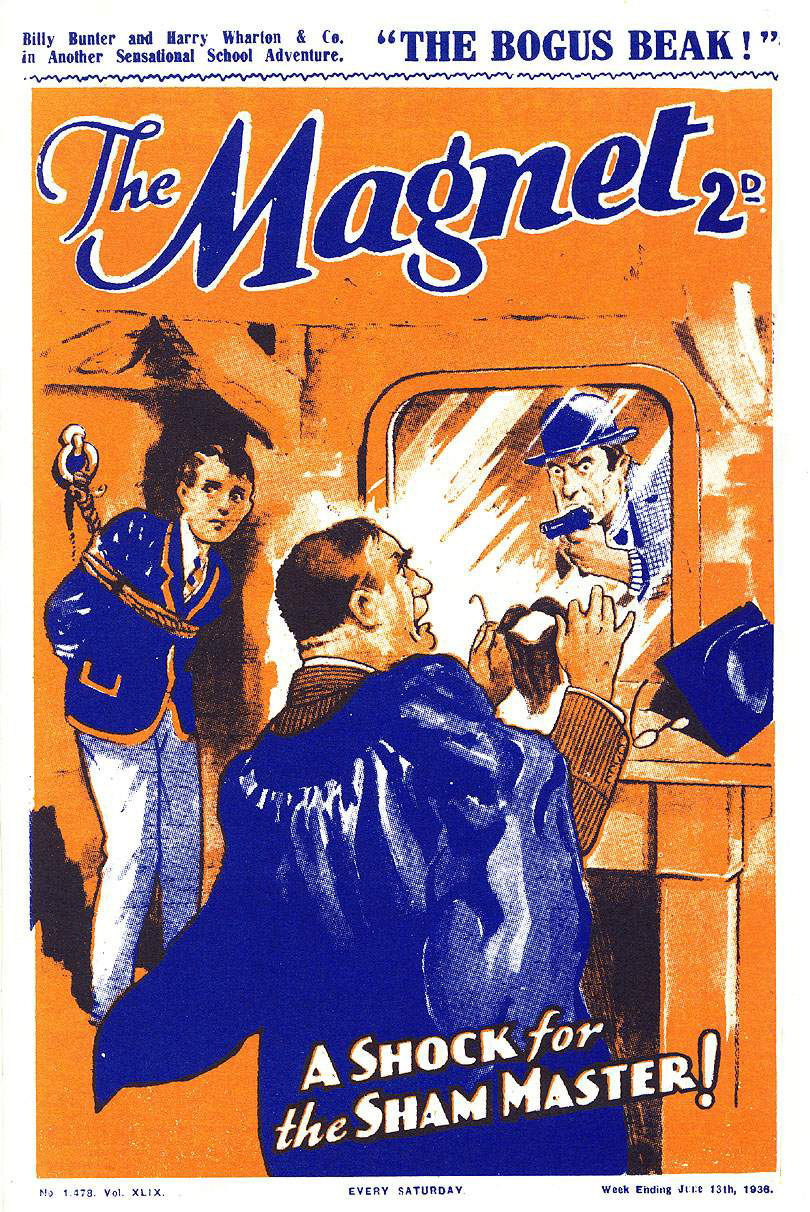 Billy Bunter and Harry Wharton & Co.
in Another Sensational School Adventure.
"THE BOGUS BEAK!"
The Magnet 2D.
A SHOCK for
the SHAM MASTER!
No 1,478. Vol. XLIX.
EVERY SATURDAY.
Week Ending June 13th, 1936.